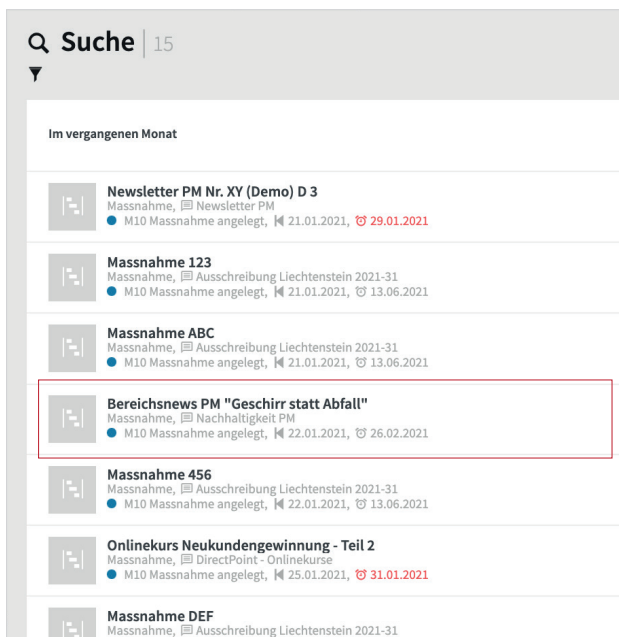 Suche | 15
Im vergangenen Monat
Newsletter PM Nr. XY (Demo) D 3
Massnahme, Newsletter PM
M10 Massnahme angelegt, 21.01.2021, 29.01.2021
Massnahme 123
Massnahme, Ausschreibung Liechtenstein 2021-31
M10 Massnahme angelegt, 21.01.2021, 13.06.2021
Massnahme ABC
Massnahme, Ausschreibung Liechtenstein 2021-31
M10 Massnahme angelegt, 21.01.2021, 13.06.2021
Bereichsnews PM "Geschirr statt Abfall"
Massnahme, Nachhaltigkeit PM
M10 Massnahme angelegt, 22.01.2021, 26.02.2021
Massnahme 456
Massnahme, Ausschreibung Liechtenstein 2021-31
M10 Massnahme angelegt, 22.01.2021, 13.06.2021
Onlinekurs Neukundengewinnung - Teil 2
Massnahme, DirectPoint - Onlinekurse
M10 Massnahme angelegt, 25.01.2021, 31.01.2021
Massnahme DEF
Massnahme, Ausschreibung Liechtenstein 2021-31